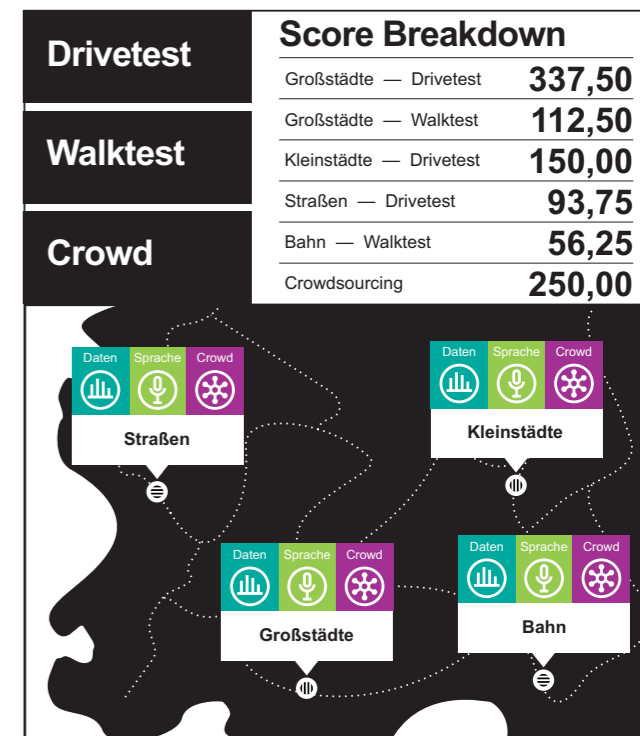 Drivetest
Walktest
Crowd
Score Breakdown
Großstädte — Drivetest 337,50
Großstädte — Walktest 112,50
Kleinstädte — Drivetest 150,00
Straßen — Drivetest 93,75
Bahn — Walktest 56,25
Crowdsourcing 250,00
Daten Sprache Crowd
Straßen
Daten Sprache Crowd
Kleinstädte
Daten Sprache Crowd
Großstädte
Daten Sprache Crowd
Bahn